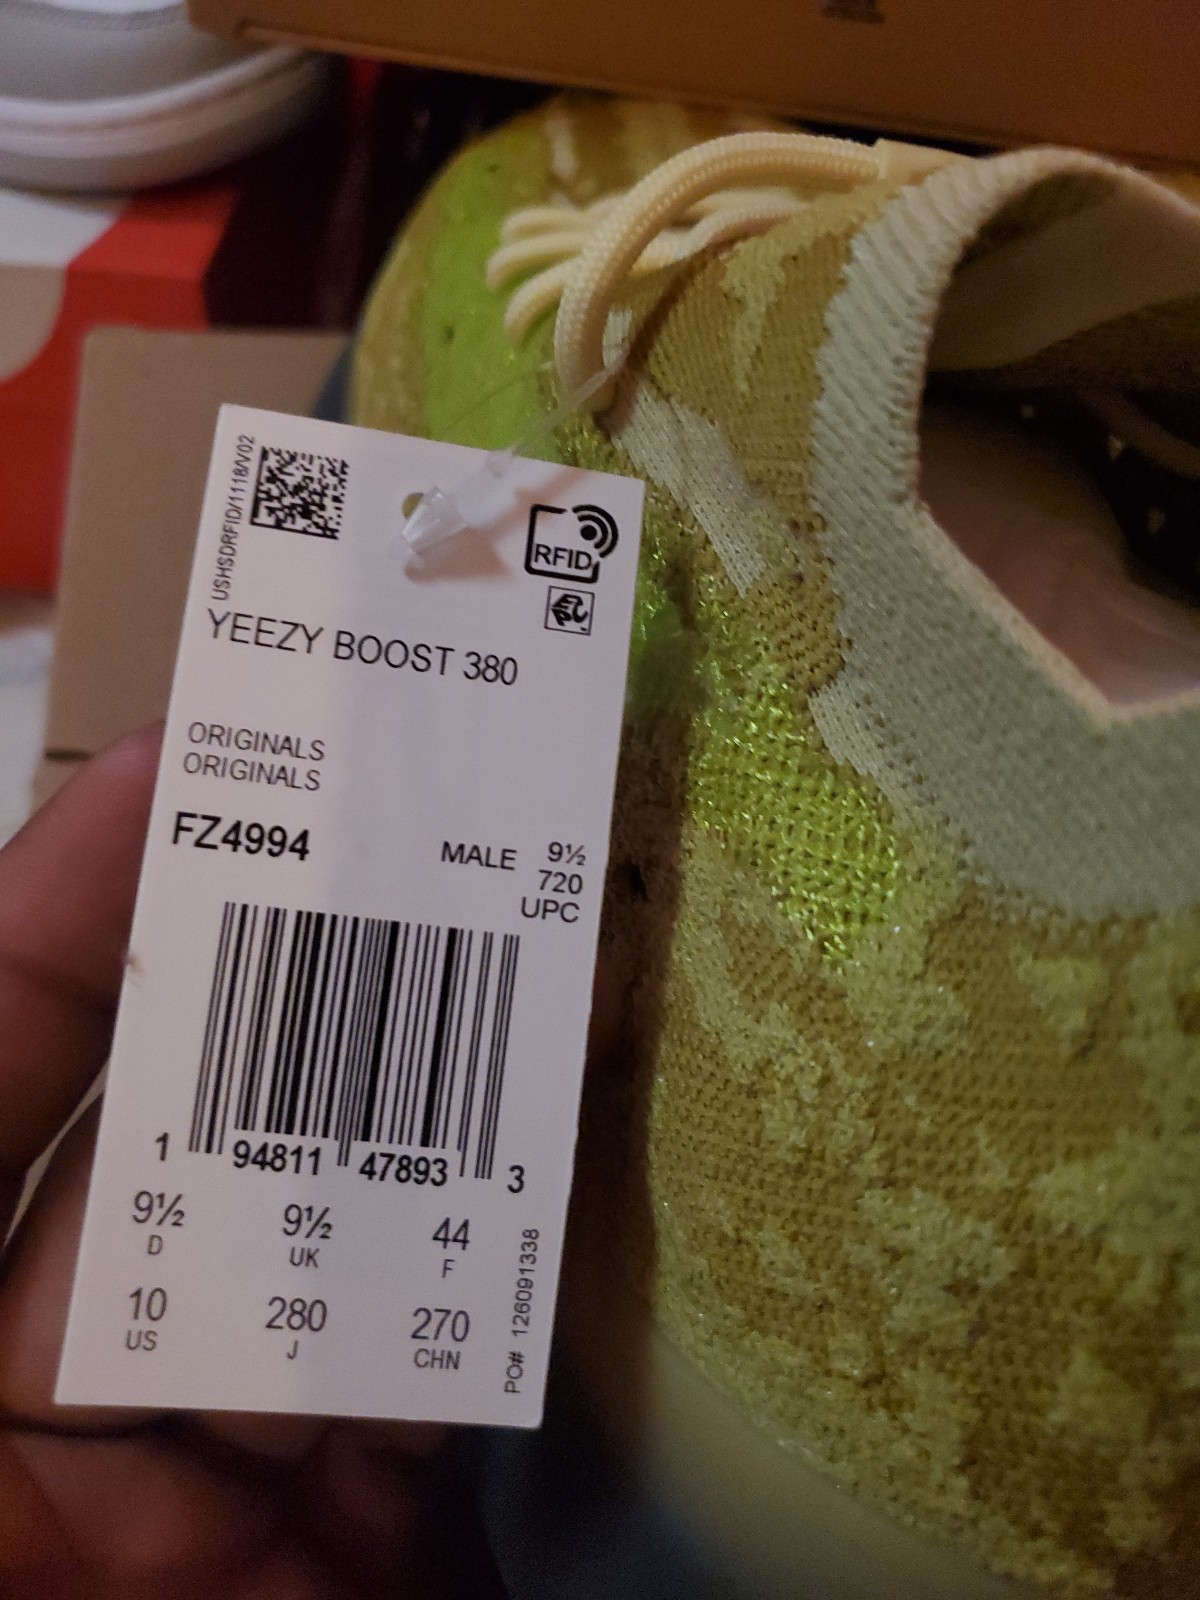 USHSDRFID/1118/V02
RFID
YEEZY BOOST 380
ORIGINALS
ORIGINALS
FZ4994
MALE 9½
720
UPC
1 94811 47893 3
9½ 9½ 44
D UK F
10 280 270
US J CHN
PO# 126091338